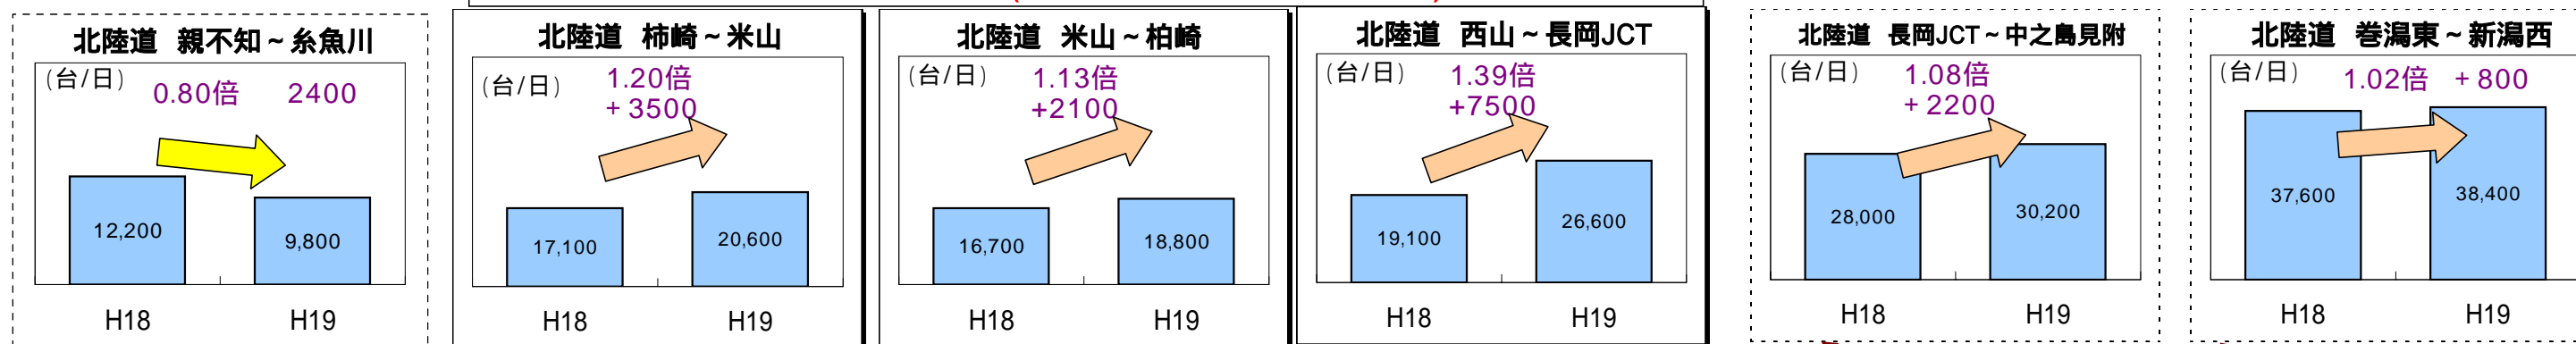 北陸道 親不知~糸魚川
(台/日)
0.80倍 2400
12,200
9,800
H18 H19
北陸道 柿崎~米山
(台/日)
1.20倍
+3500
17,100
20,600
H18 H19
北陸道 米山~柏崎
(台/日)
1.13倍
+2100
16,700
18,800
H18 H19
北陸道 西山~長岡JCT
(台/日)
1.39倍
+7500
19,100
26,600
H18 H19
北陸道 長岡JCT~中之島見附
(台/日)
1.08倍
+2200
28,000
30,200
H18 H19
北陸道 巻潟東~新潟西
(台/日)
1.02倍 +800
37,600
38,400
H18 H19